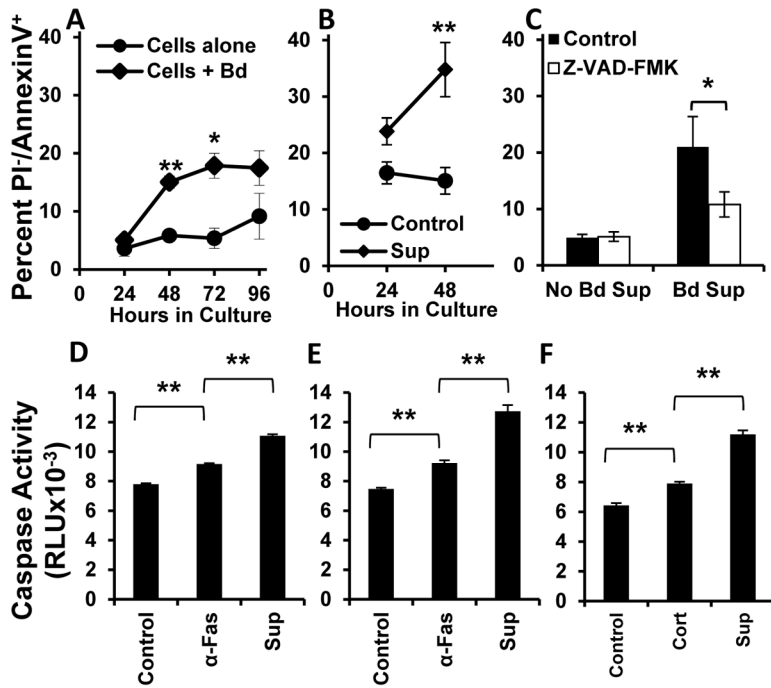 A
Cells alone
Cells + Bd
Percent PI-/AnnexinV+
40
30
20
10
0
**
*
0
24
48
72
96
Hours in Culture
B
**
40
30
20
10
0
Control
Sup
0
24
48
Hours in Culture
C
Control
Z-VAD-FMK
*
40
30
20
10
0
No Bd Sup
Bd Sup
Caspase Activity
(RLUx10-3)
D
**
**
14
12
10
8
6
4
2
0
Control
α-Fas
Sup
E
**
**
14
12
10
8
6
4
2
0
Control
α-Fas
Sup
F
**
**
14
12
10
8
6
4
2
0
Control
Cort
Sup